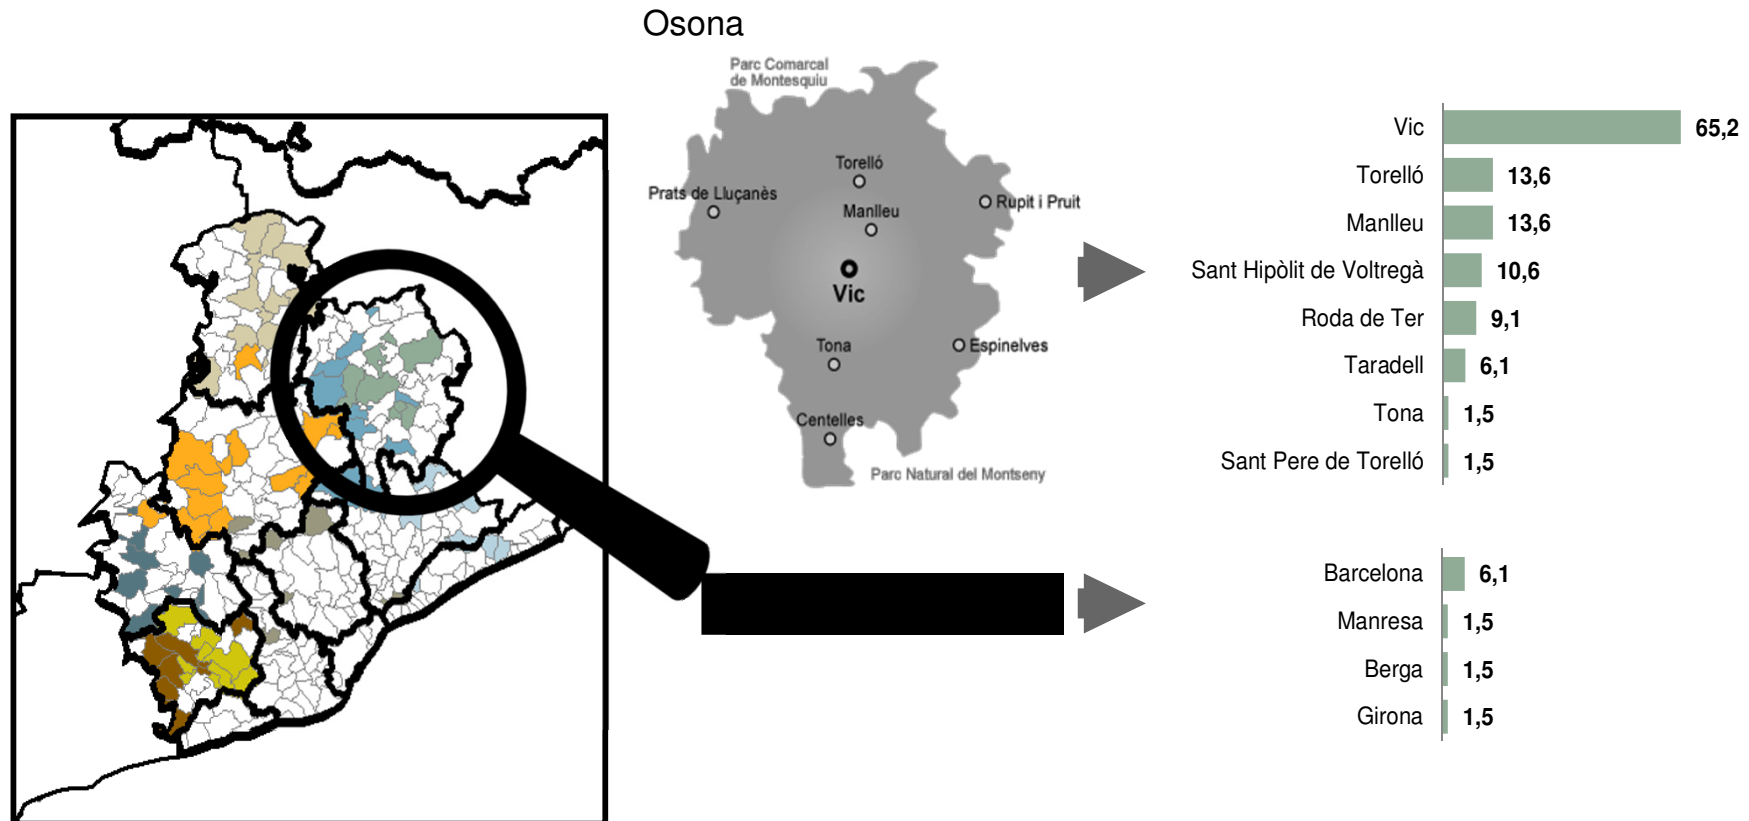 Osona
Parc Comarcal
de Montesquiu
Torelló
Prats de Lluçanès
Rupit i Pruit
Manlleu
Vic
Tona
Espinelves
Centelles
Parc Natural del Montseny
Vic 65,2
Torelló 13,6
Manlleu 13,6
Sant Hipòlit de Voltregà 10,6
Roda de Ter 9,1
Taradell 6,1
Tona 1,5
Sant Pere de Torelló 1,5
Barcelona 6,1
Manresa 1,5
Berga 1,5
Girona 1,5